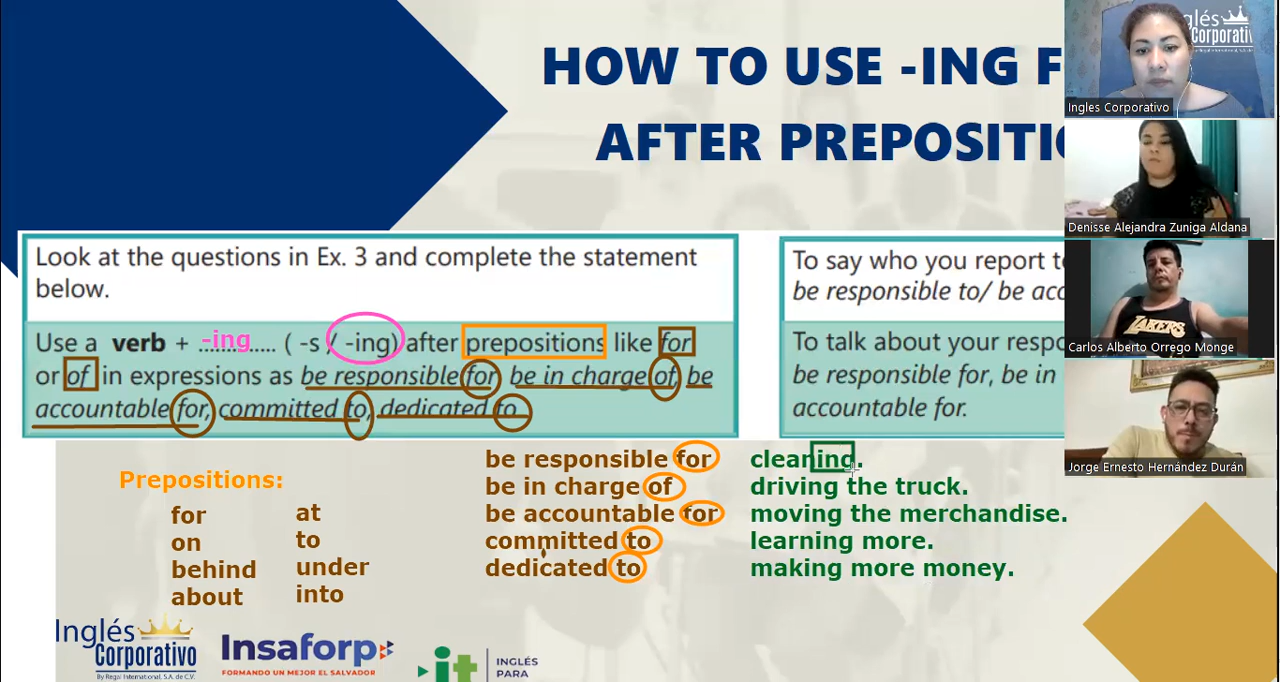 HOW TO USE -ING F
AFTER PREPOSITIO
Look at the questions in Ex. 3 and complete the statement
below.
Use a verb + -ing ............... ( -s / -ing) after prepositions like for
or of in expressions as be responsible for, be in charge of, be
accountable for, committed to, dedicated to
To say who you report to
be responsible to/ be acc
To talk about your respo
be responsible for, be in
accountable for.
Prepositions:
for
on
behind
about
at
to
under
into
be responsible for cleaning.
be in charge of driving the truck.
be accountable for moving the merchandise.
committed to learning more.
dedicated to making more money.
Inglés
Corporativo
By Regal International, S.A. de C.V.
Insaforp
FORMANDO UN MEJOR EL SALVADOR
it
INGLÉS
PARA
glés
Corporativ
Ingles Corporativo
Denisse Alejandra Zuniga Aldana
LAKERS
Carlos Alberto Orrego Monge
Jorge Ernesto Hernández Durán